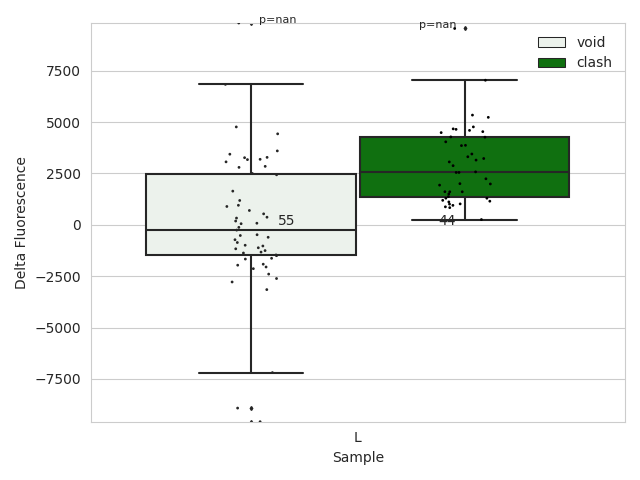 p=nan
p=nan
void
clash
7500
5000
2500
0
−2500
−5000
−7500
55
44
Delta Fluorescence
L
Sample